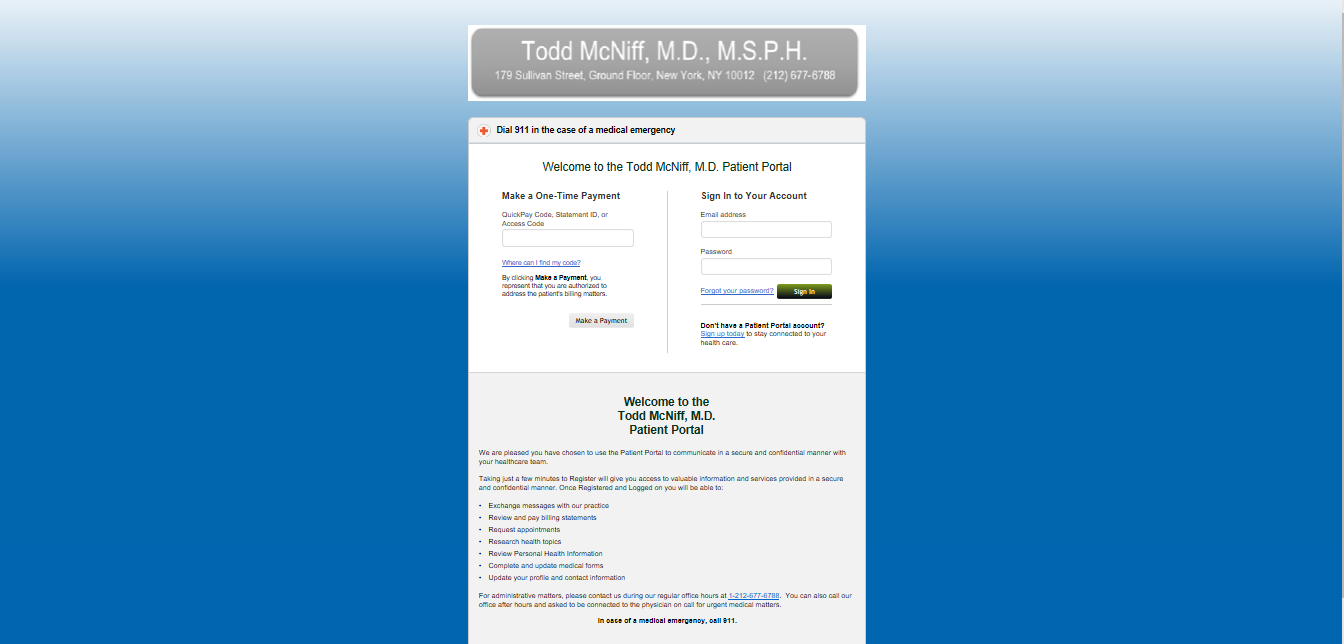 Todd McNiff, M.D., M.S.P.H.
179 Sullivan Street, Ground Floor, New York, NY 10012 (212) 677-6788
Dial 911 in the case of a medical emergency
Welcome to the Todd McNiff, M.D. Patient Portal
Make a One-Time Payment
QuickPay Code, Statement ID, or
Access Code
Where can I find my code?
By clicking Make a Payment, you
represent that you are authorized to
address the patient's billing matters.
Make a Payment
Sign In to Your Account
Email address
Password
Forgot your password?
Sign In
Don't have a Patient Portal account?
Sign up today to stay connected to your
health care.
Welcome to the
Todd McNiff, M.D.
Patient Portal
We are pleased you have chosen to use the Patient Portal to communicate in a secure and confidential manner with
your healthcare team.
Taking just a few minutes to Register will give you access to valuable information and services provided in a secure
and confidential manner. Once Registered and Logged on you will be able to:
• Exchange messages with our practice
• Review and pay billing statements
• Request appointments
• Research health topics
• Review Personal Health Information
• Complete and update medical forms
• Update your profile and contact information
For administrative matters, please contact us during our regular office hours at 1-212-677-6788. You can also call our
office after hours and asked to be connected to the physician on call for urgent medical matters.
In case of a medical emergency, call 911.